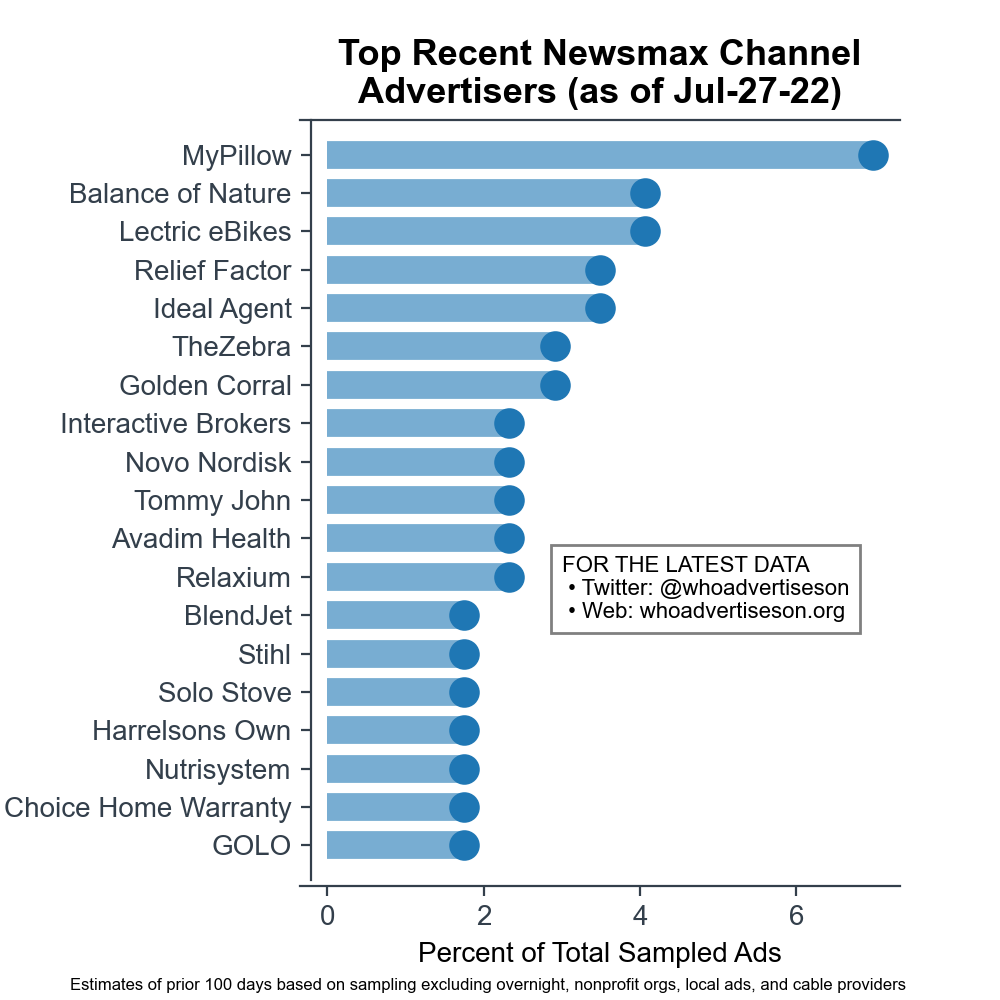 Top Recent Newsmax Channel
Advertisers (as of Jul-27-22)
MyPillow
Balance of Nature
Lectric eBikes
Relief Factor
Ideal Agent
TheZebra
Golden Corral
Interactive Brokers
Novo Nordisk
Tommy John
Avadim Health
Relaxium
BlendJet
Stihl
Solo Stove
Harrelsons Own
Nutrisystem
Choice Home Warranty
GOLO
FOR THE LATEST DATA
• Twitter: @whoadvertiseson
• Web: whoadvertiseson.org
0 2 4 6
Percent of Total Sampled Ads
Estimates of prior 100 days based on sampling excluding overnight, nonprofit orgs, local ads, and cable providers